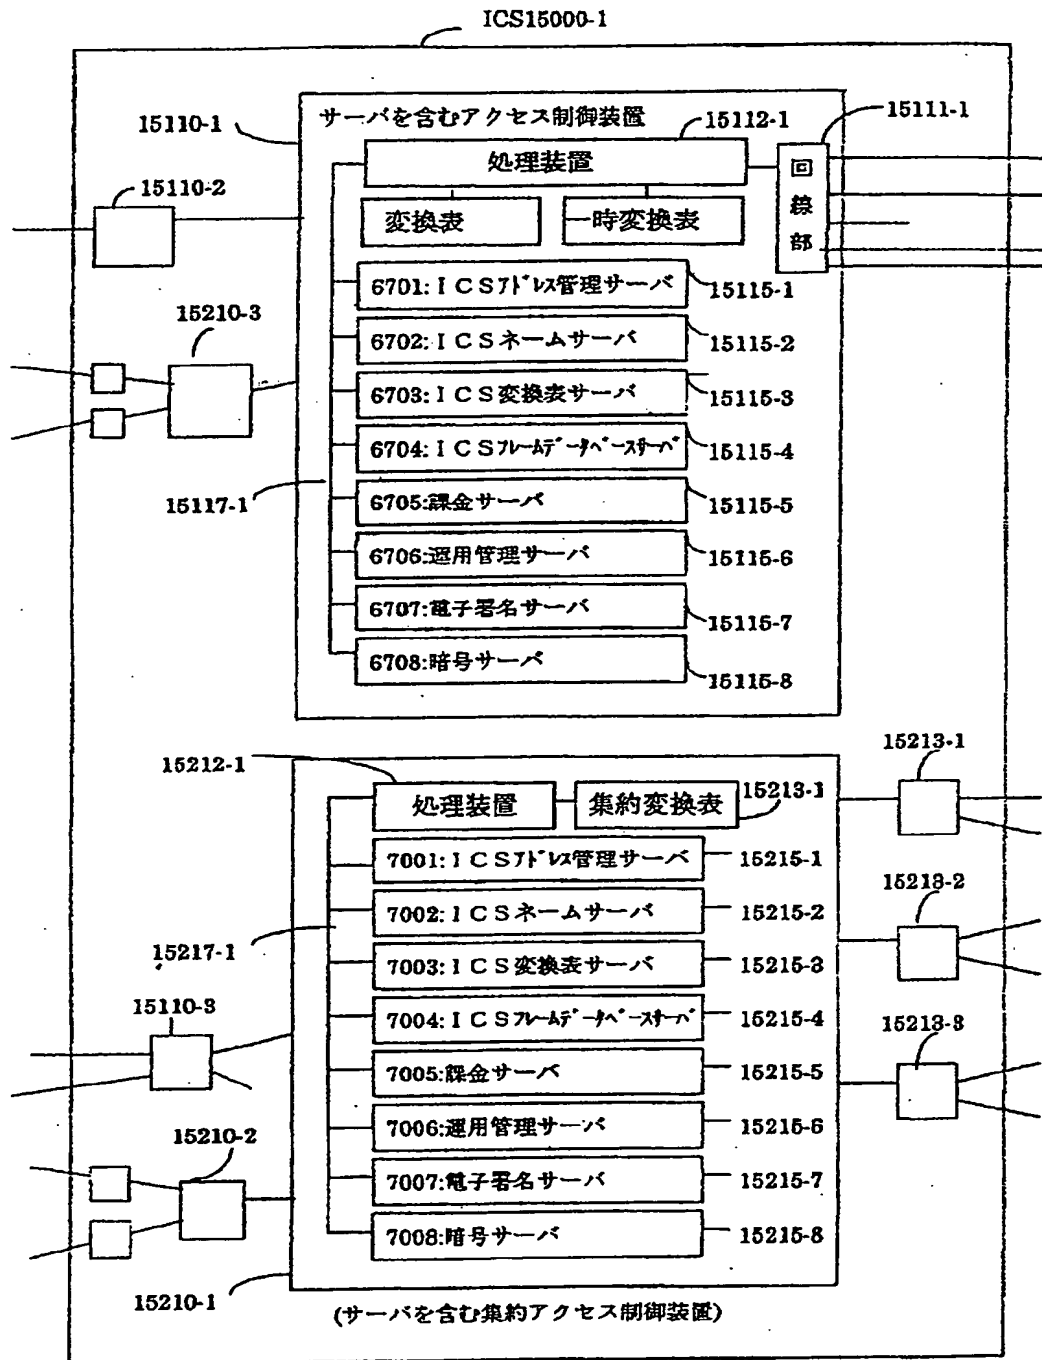 ICS15000-1
サーバを含むアクセス制御装置
15110-1
15112-1
15111-1
処理装置
回線部
15110-2
変換表
一時変換表
6701:ICSアドレス管理サーバ
15115-1
15210-3
6702:ICSネームサーバ
15115-2
6703:ICS変換表サーバ
15115-3
6704:ICSフレームデータベースサーバ
15115-4
15117-1
6705:課金サーバ
15115-5
6706:運用管理サーバ
15115-6
6707:電子署名サーバ
15115-7
6708:暗号サーバ
15115-8
15212-1
15213-1
処理装置
集約変換表
15213-1
7001:ICSアドレス管理サーバ
15215-1
7002:ICSネームサーバ
15215-2
15213-2
15217-1
7003:ICS変換表サーバ
15215-3
15110-3
7004:ICSフレームデータベースサーバ
15215-4
15213-3
7005:課金サーバ
15215-5
7006:運用管理サーバ
15215-6
15210-2
7007:電子署名サーバ
15215-7
7008:暗号サーバ
15215-8
15210-1
(サーバを含む集約アクセス制御装置)